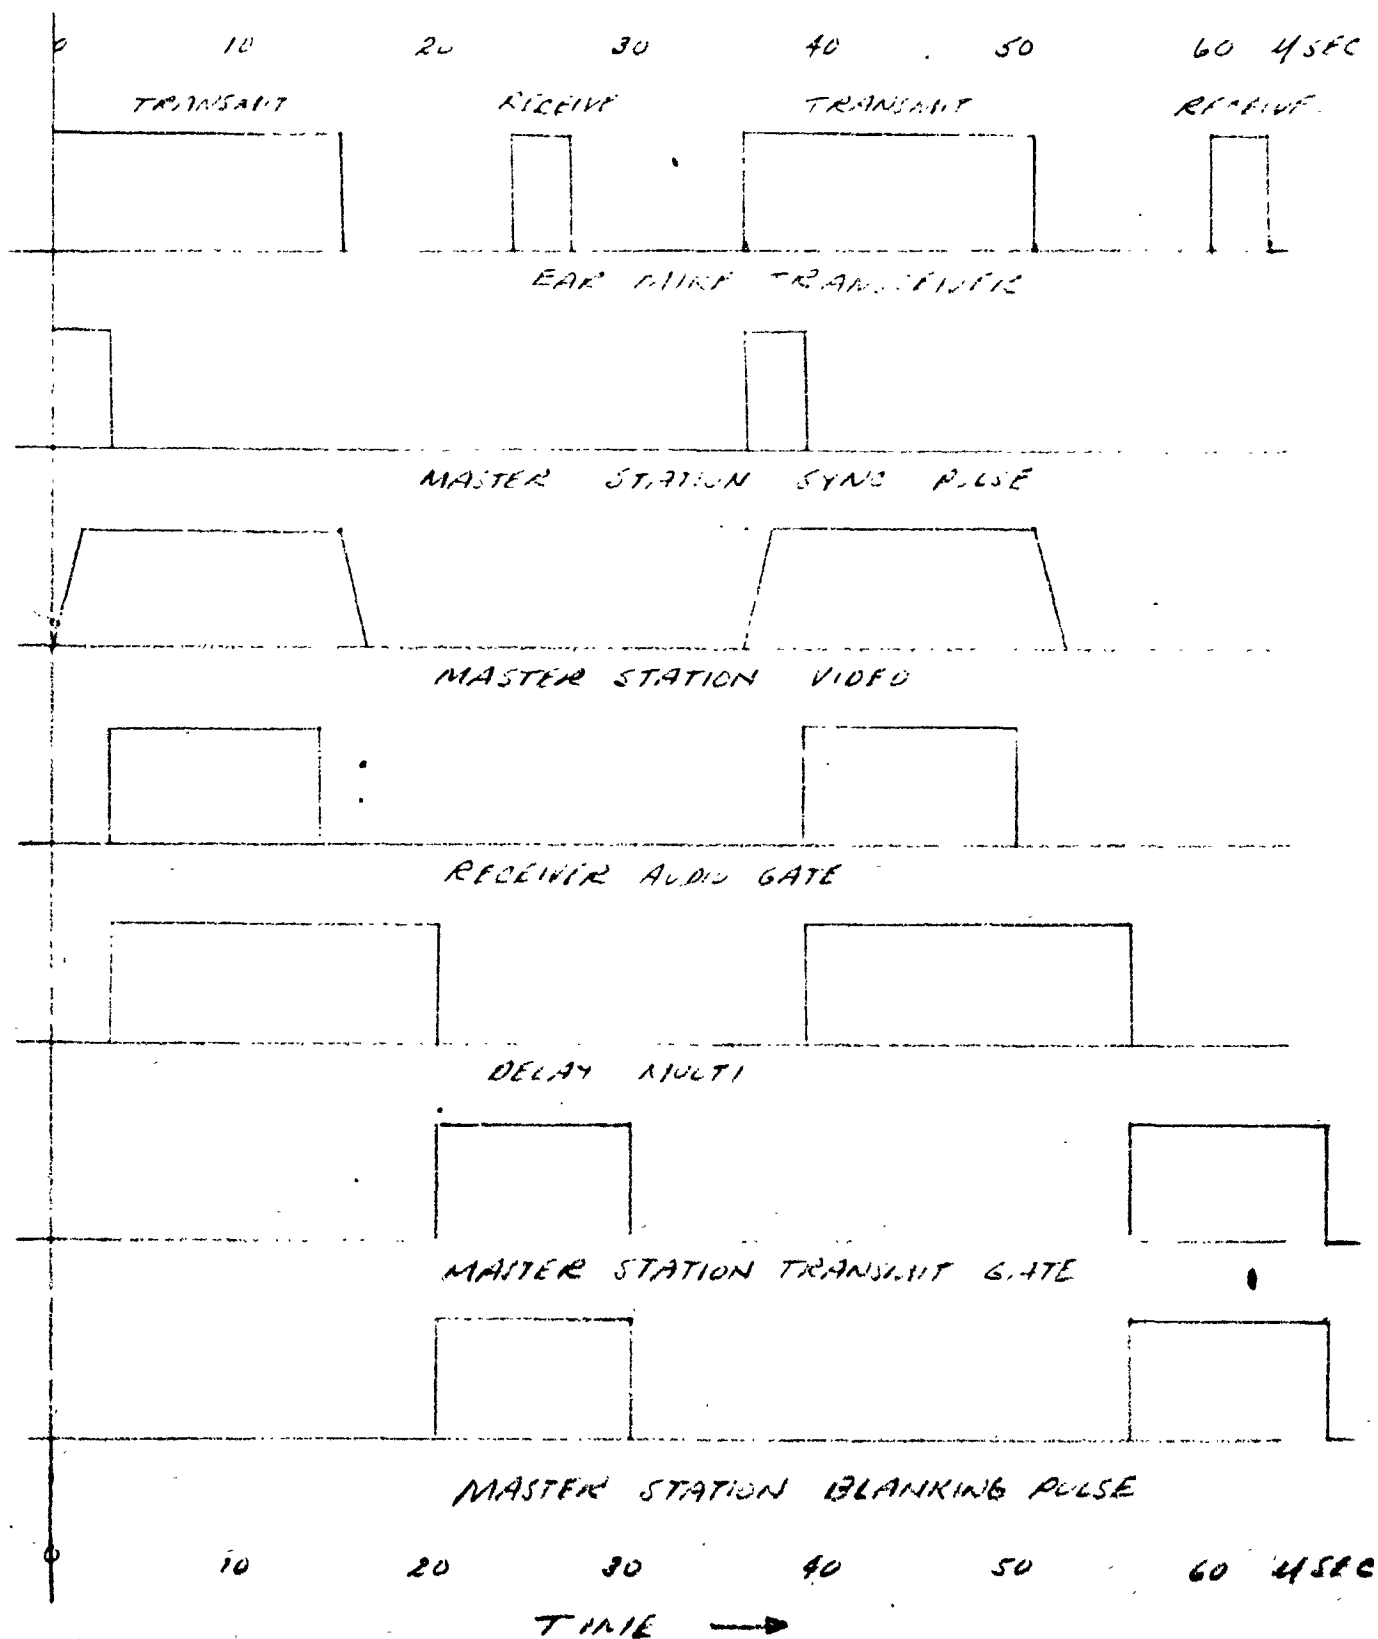 0 10 20 30 40 50 60 µSEC
TRANSMIT RECEIVE TRANSMIT RECEIVE
EAR MIKE TRANSCEIVER
MASTER STATION SYNC PULSE
MASTER STATION VIDEO
RECEIVER AUDIO GATE
DELAY MULTI
MASTER STATION TRANSMIT GATE
MASTER STATION BLANKING PULSE
0 10 20 30 40 50 60 µSEC
TIME